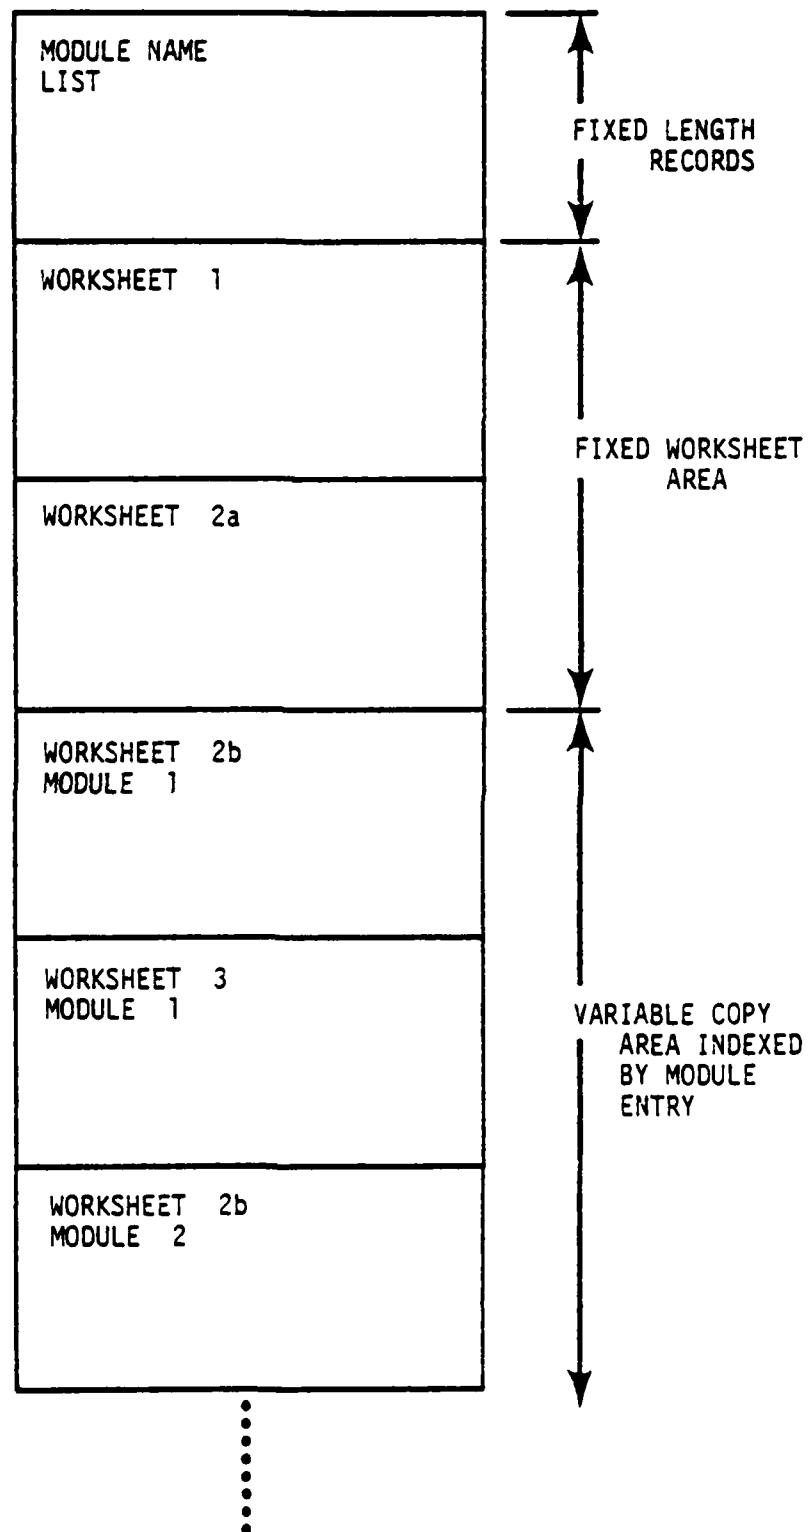 MODULE NAME
LIST
FIXED LENGTH
RECORDS
WORKSHEET 1
FIXED WORKSHEET
AREA
WORKSHEET 2a
WORKSHEET 2b
MODULE 1
WORKSHEET 3
MODULE 1
VARIABLE COPY
AREA INDEXED
BY MODULE
ENTRY
WORKSHEET 2b
MODULE 2